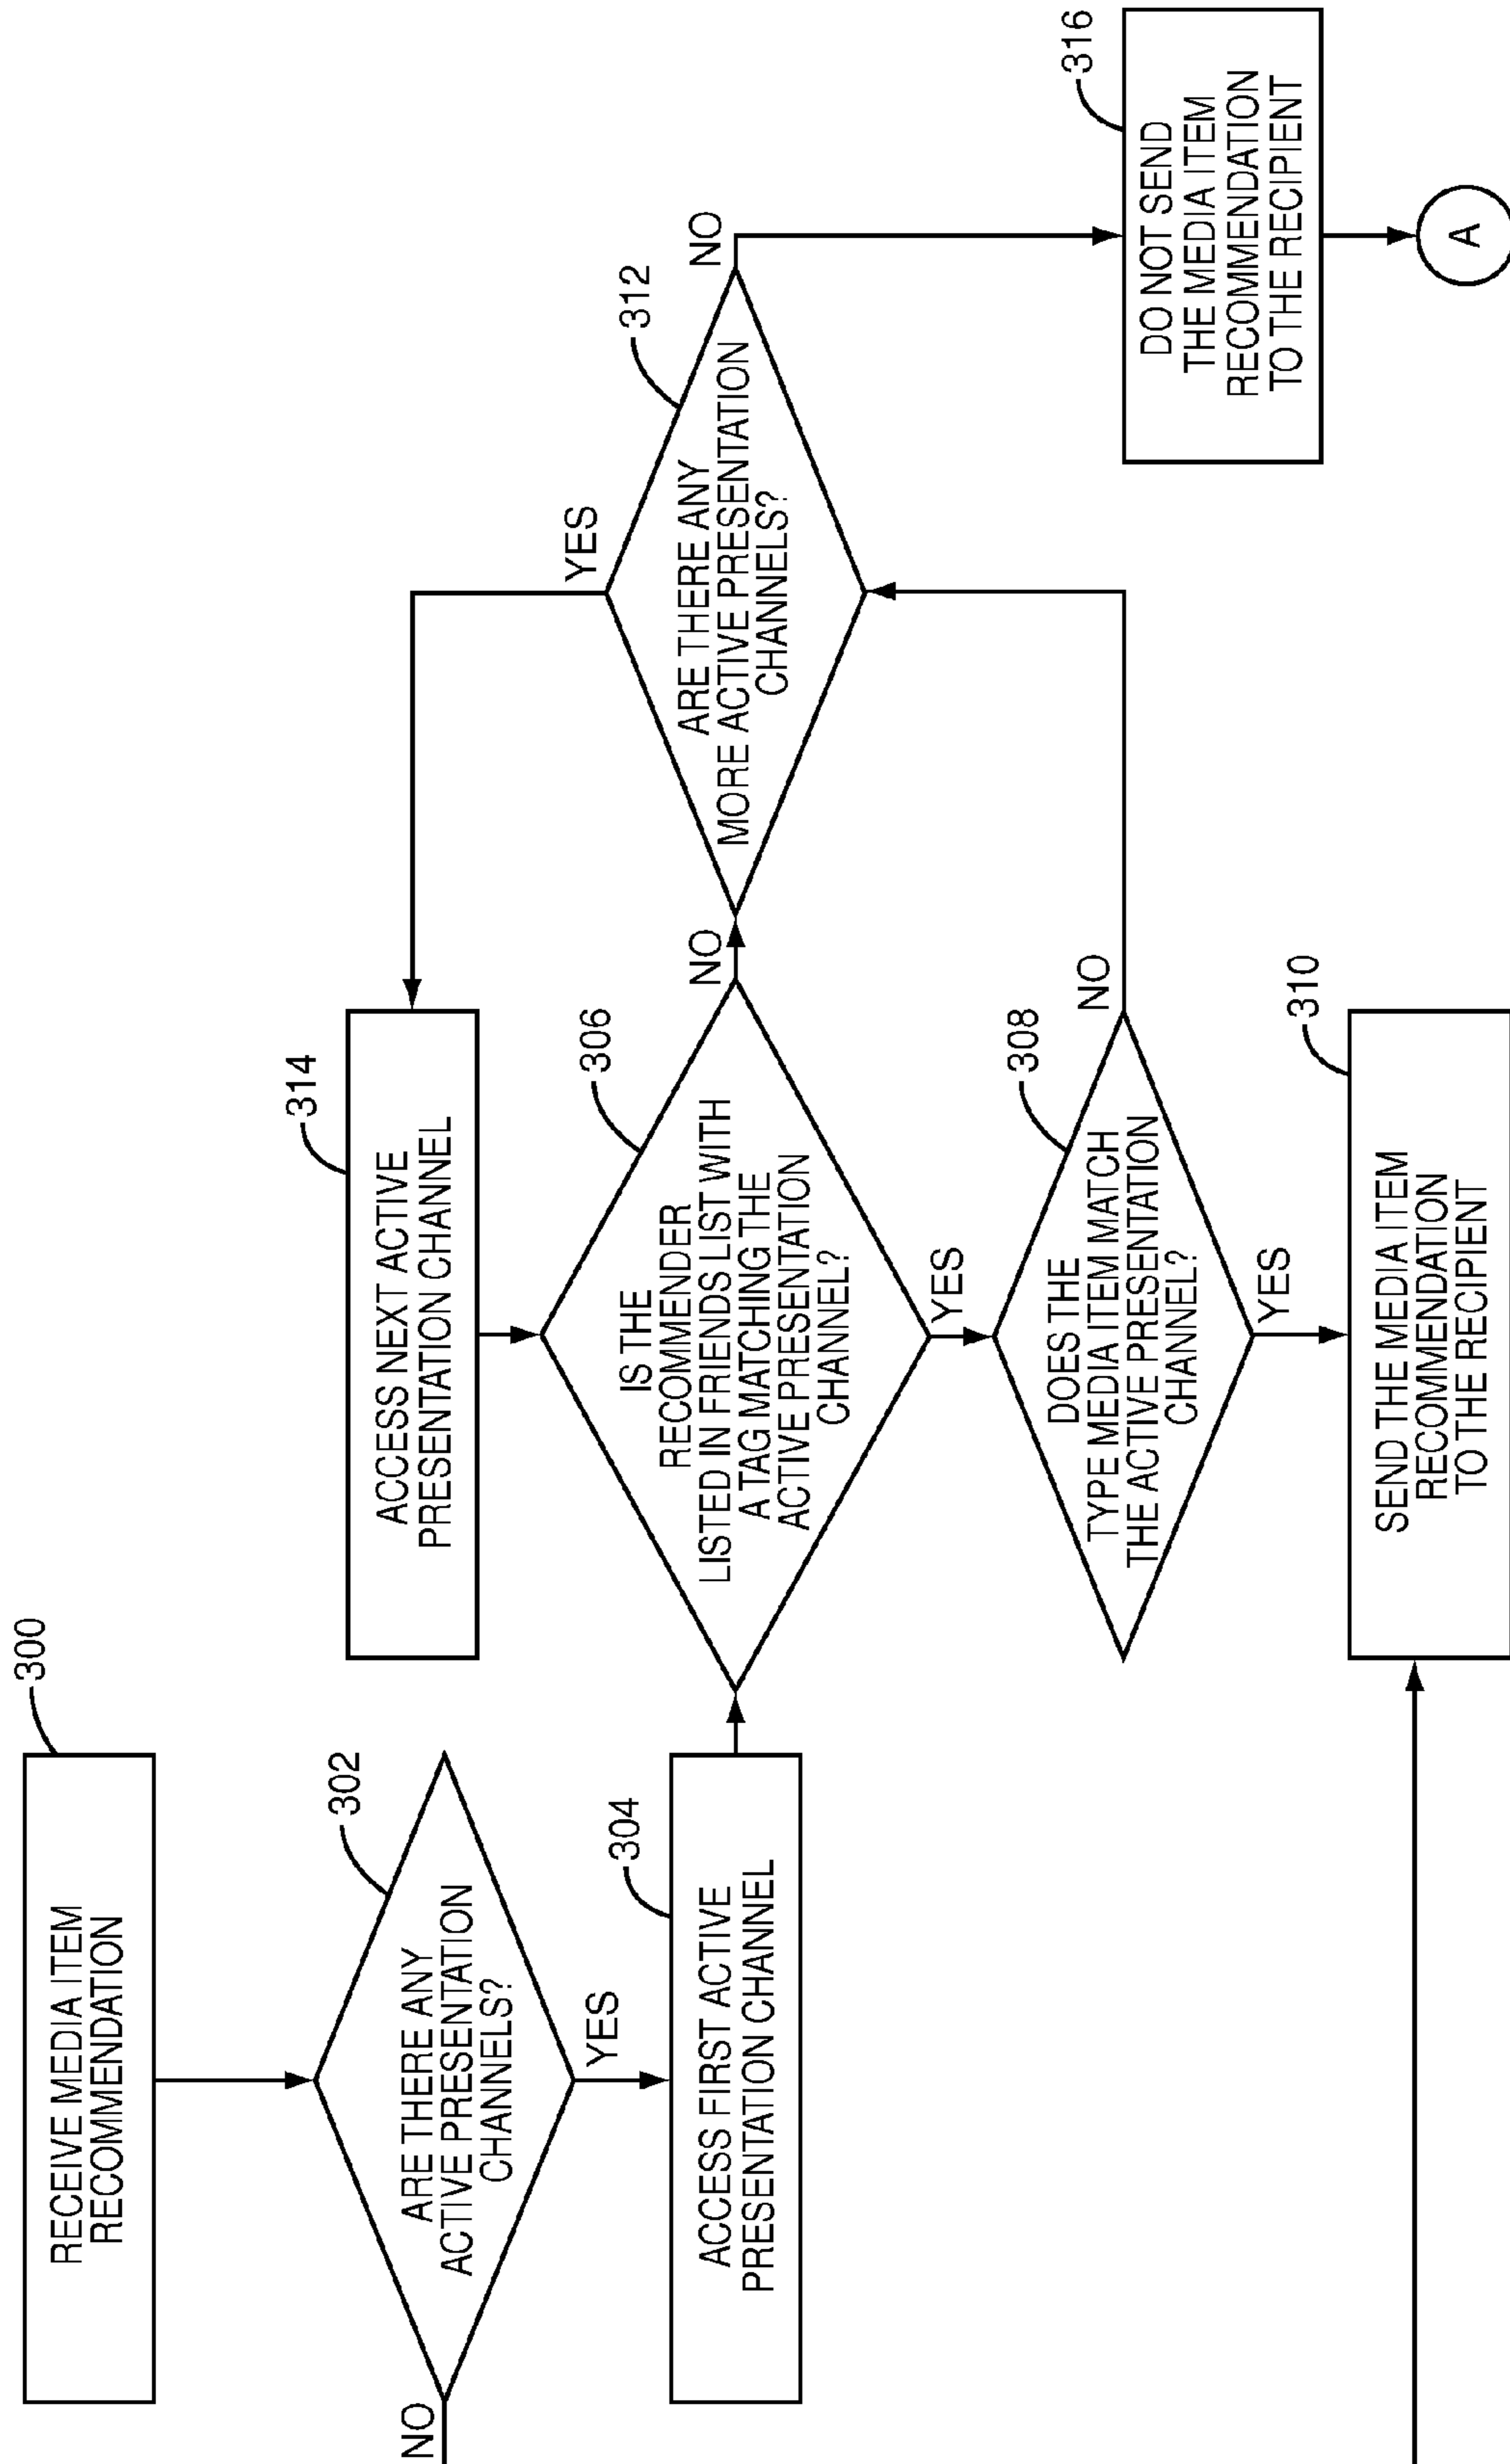 300
RECEIVE MEDIA ITEM
RECOMMENDATION
302
ARE THERE ANY
ACTIVE PRESENTATION
CHANNELS?
NO
YES
304
ACCESS FIRST ACTIVE
PRESENTATION CHANNEL
314
ACCESS NEXT ACTIVE
PRESENTATION CHANNEL
306
IS THE
RECOMMENDER
LISTED IN FRIENDS LIST WITH
A TAG MATCHING THE
ACTIVE PRESENTATION
CHANNEL?
NO
YES
308
DOES THE
TYPE MEDIA ITEM MATCH
THE ACTIVE PRESENTATION
CHANNEL?
NO
YES
310
SEND THE MEDIA ITEM
RECOMMENDATION
TO THE RECIPIENT
312
ARE THERE ANY
MORE ACTIVE PRESENTATION
CHANNELS?
YES
NO
316
DO NOT SEND
THE MEDIA ITEM
RECOMMENDATION
TO THE RECIPIENT
A